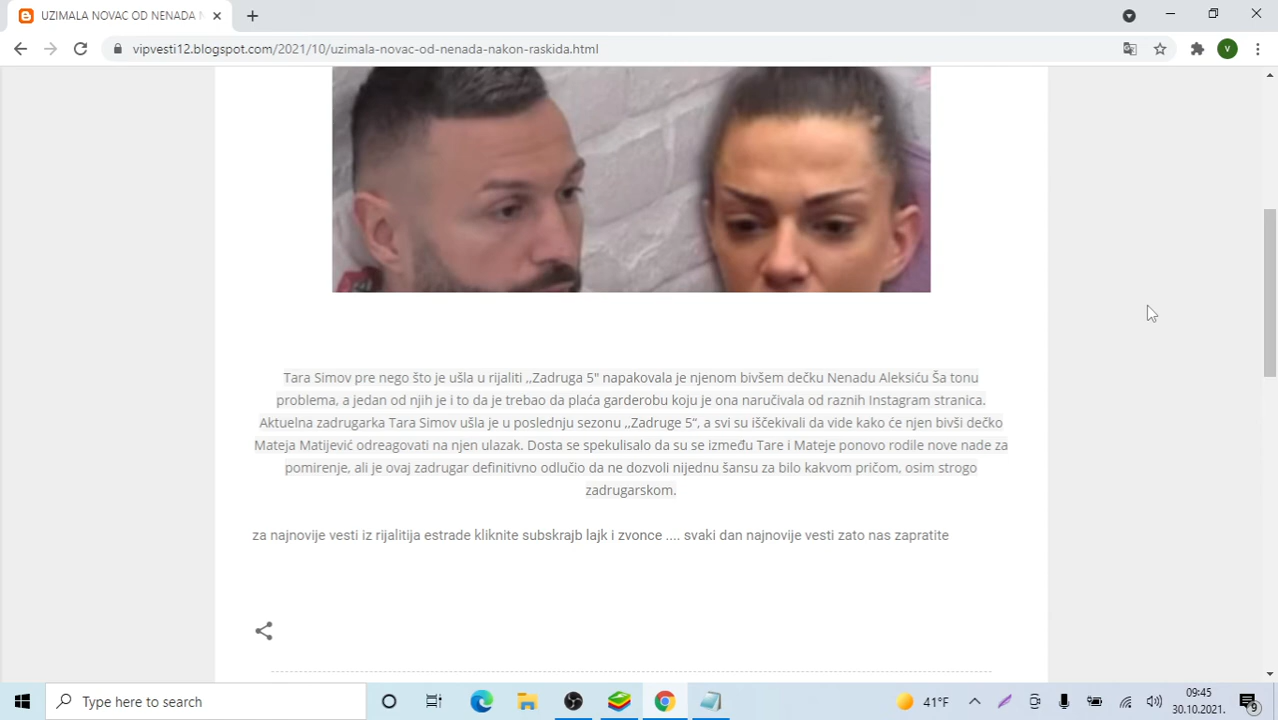 UZIMALA NOVAC OD NENADA N
vipvesti12.blogspot.com/2021/10/uzimala-novac-od-nenada-nakon-raskida.html
V
Tara Simov pre nego što je ušla u rijaliti ,,Zadruga 5" napakovala je njenom bivšem dečku Nenadu Aleksiću Ša tonu
problema, a jedan od njih je i to da je trebao da plaća garderobu koju je ona naručivala od raznih Instagram stranica.
Aktuelna zadrugarka Tara Simov ušla je u poslednju sezonu ,,Zadruge 5“, a svi su iščekivali da vide kako će njen bivši dečko
Mateja Matijević odreagovati na njen ulazak. Dosta se spekulisalo da su se između Tare i Mateje ponovo rodile nove nade za
pomirenje, ali je ovaj zadrugar definitivno odlučio da ne dozvoli nijednu šansu za bilo kakvom pričom, osim strogo
zadrugarskom.
za najnovije vesti iz rijalitija estrade kliknite subskrajb lajk i zvonce .... svaki dan najnovije vesti zato nas zapratite
Type here to search
41°F
09:45
30.10.2021.
9